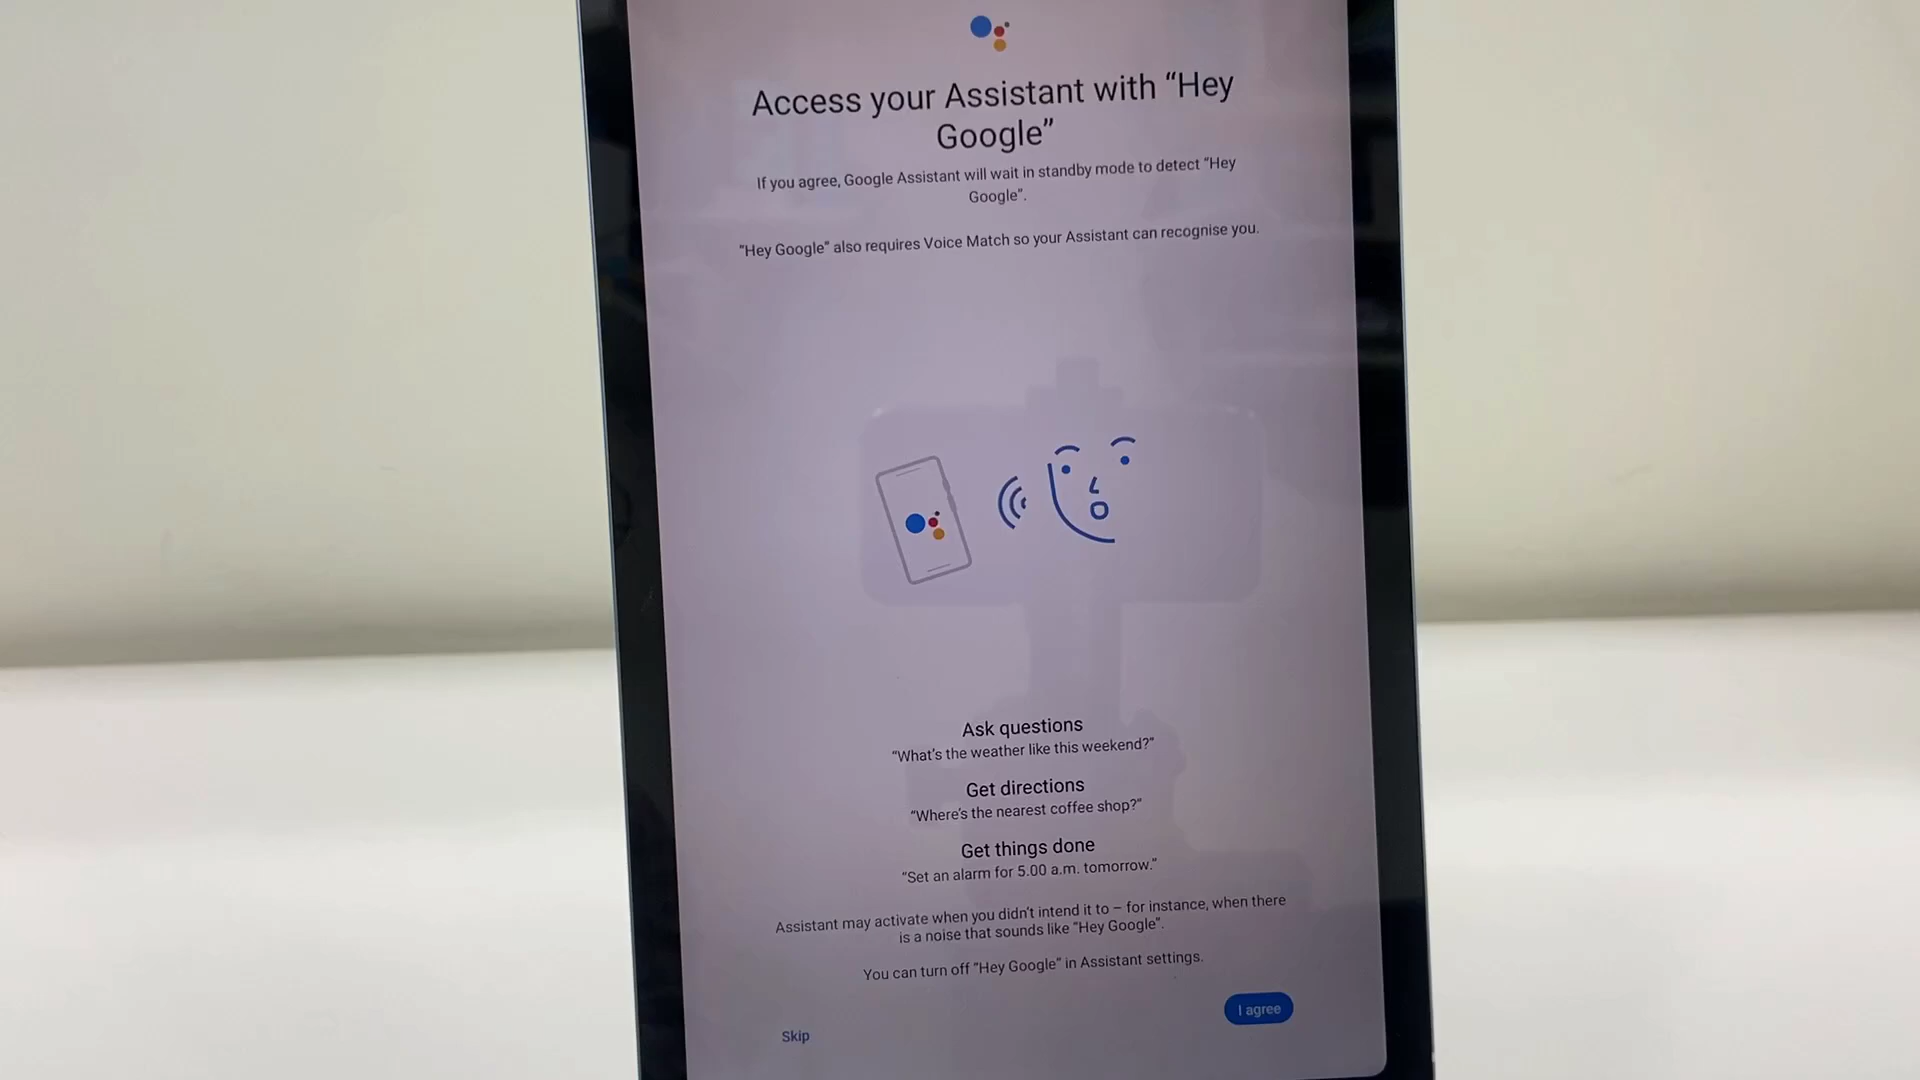 Access your Assistant with “Hey
Google”
If you agree, Google Assistant will wait in standby mode to detect “Hey
Google”.
“Hey Google” also requires Voice Match so your Assistant can recognise you.
Ask questions
“What’s the weather like this weekend?”
Get directions
“Where’s the nearest coffee shop?”
Get things done
“Set an alarm for 5.00 a.m. tomorrow.”
Assistant may activate when you didn’t intend it to – for instance, when there
is a noise that sounds like “Hey Google”.
You can turn off “Hey Google” in Assistant settings.
I agree
Skip